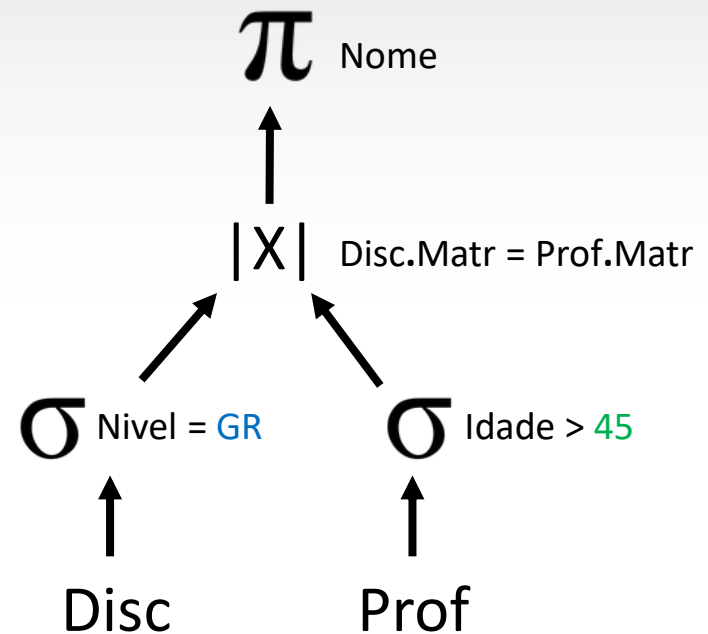 π Nome
|X| Disc.Matr = Prof.Matr
σ Nivel = GR
σ Idade > 45
Disc
Prof